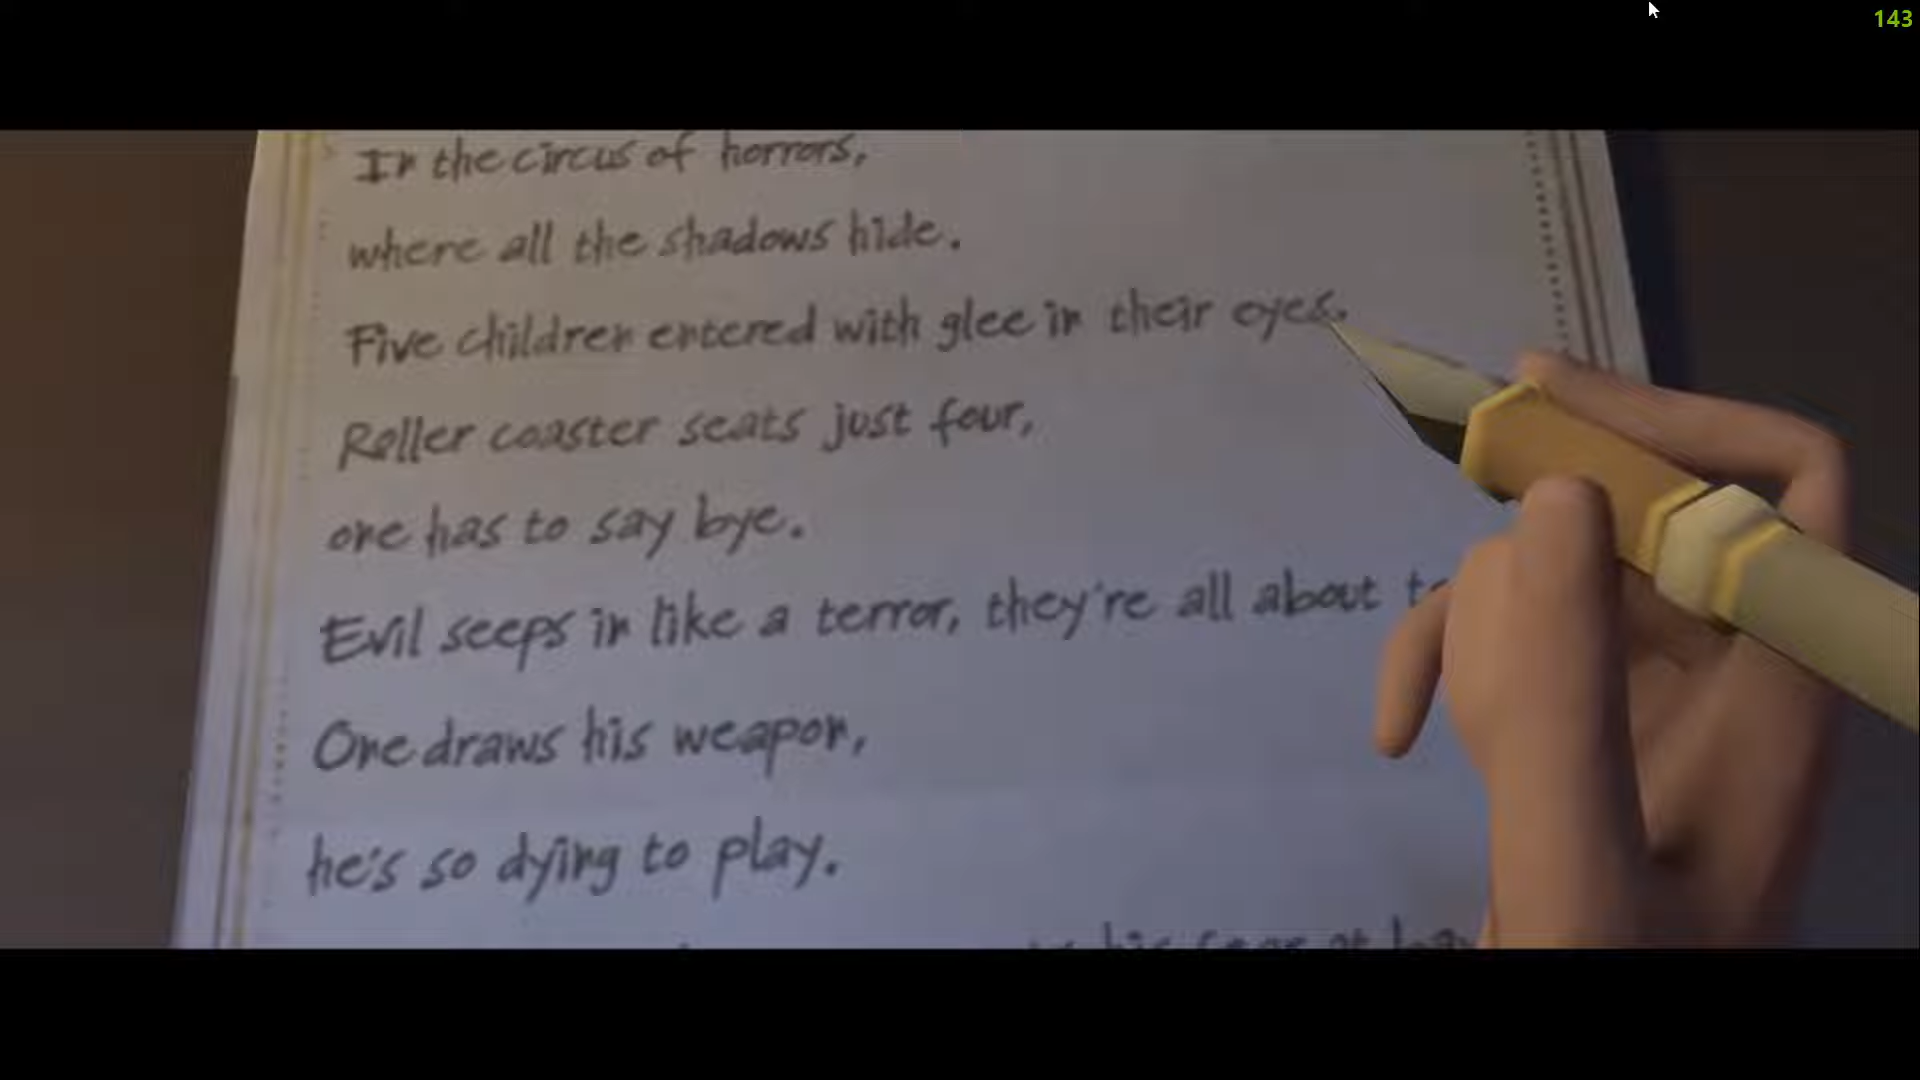 143
In the circus of horrors,
where all the shadows hide.
Five children entered with glee in their eyes.
Roller coaster seats just four,
one has to say bye.
Evil seeps in like a terror, they're all about
One draws his weapon,
he's so dying to play.
his